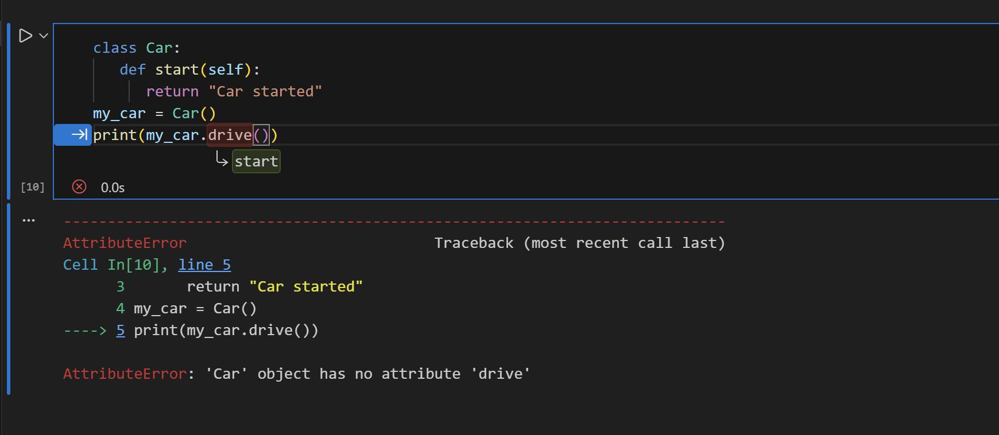 class Car:
   def start(self):
      return "Car started"
my_car = Car()
print(my_car.drive())
start
[10] 0.0s
---------------------------------------------------------------------------
AttributeError                            Traceback (most recent call last)
Cell In[10], line 5
      3       return "Car started"
      4 my_car = Car()
----> 5 print(my_car.drive())

AttributeError: 'Car' object has no attribute 'drive'